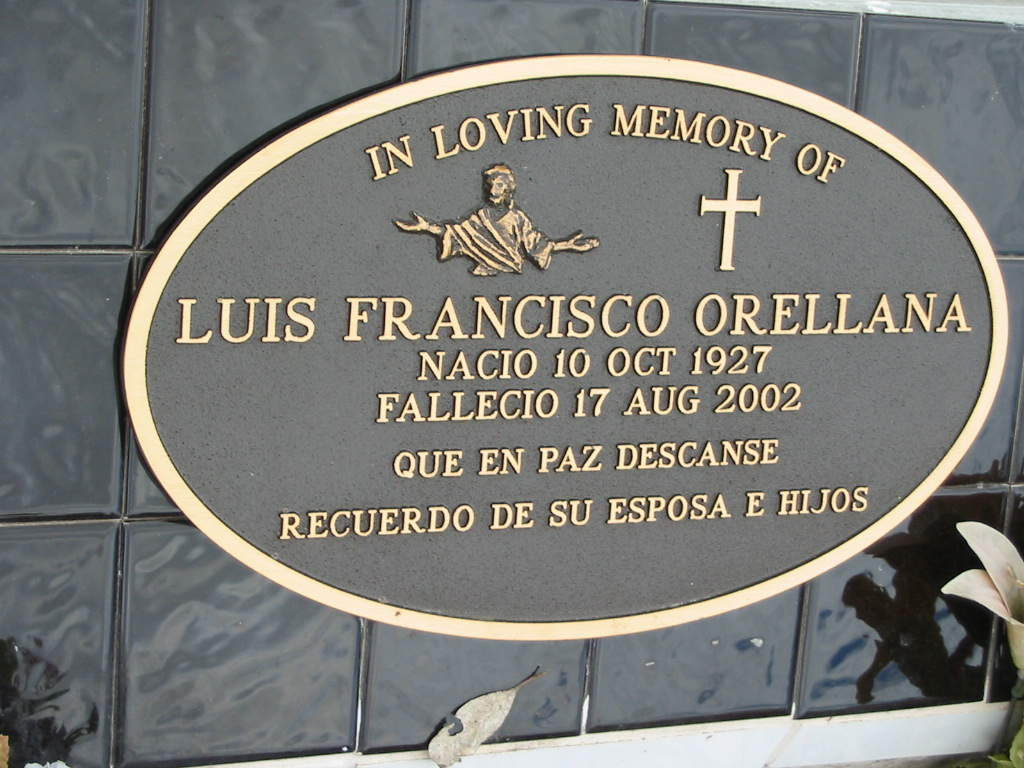 IN LOVING MEMORY OF
LUIS FRANCISCO ORELLANA
NACIO 10 OCT 1927
FALLECIO 17 AUG 2002
QUE EN PAZ DESCANSE
RECUERDO DE SU ESPOSA E HIJOS